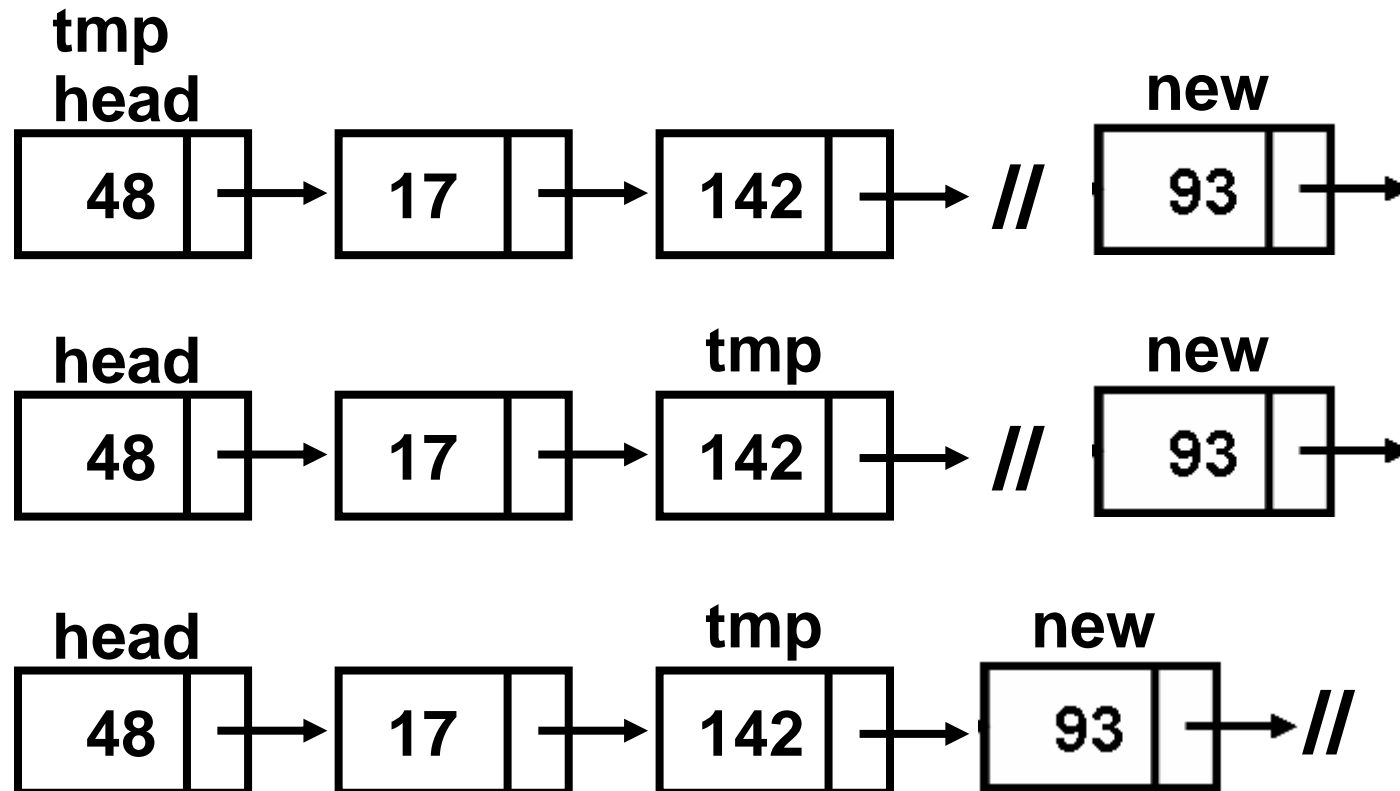 tmp
head new
48 17 142 // 93
head tmp new
48 17 142 // 93
head tmp new
48 17 142 93 //